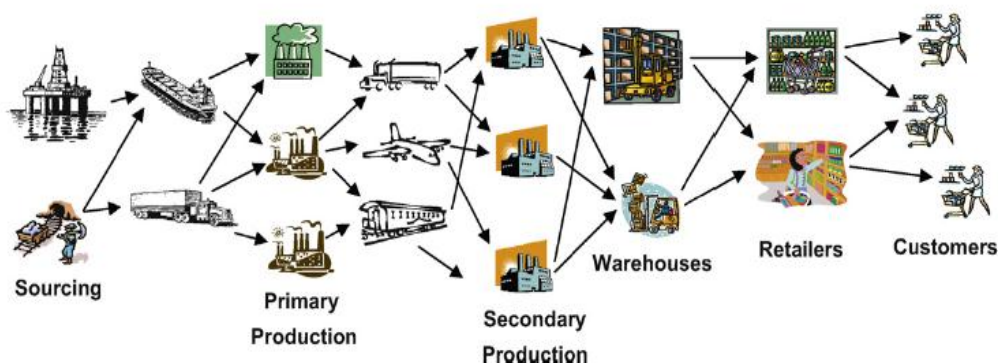 Sourcing
Primary
Production
Secondary
Production
Warehouses
Retailers
Customers